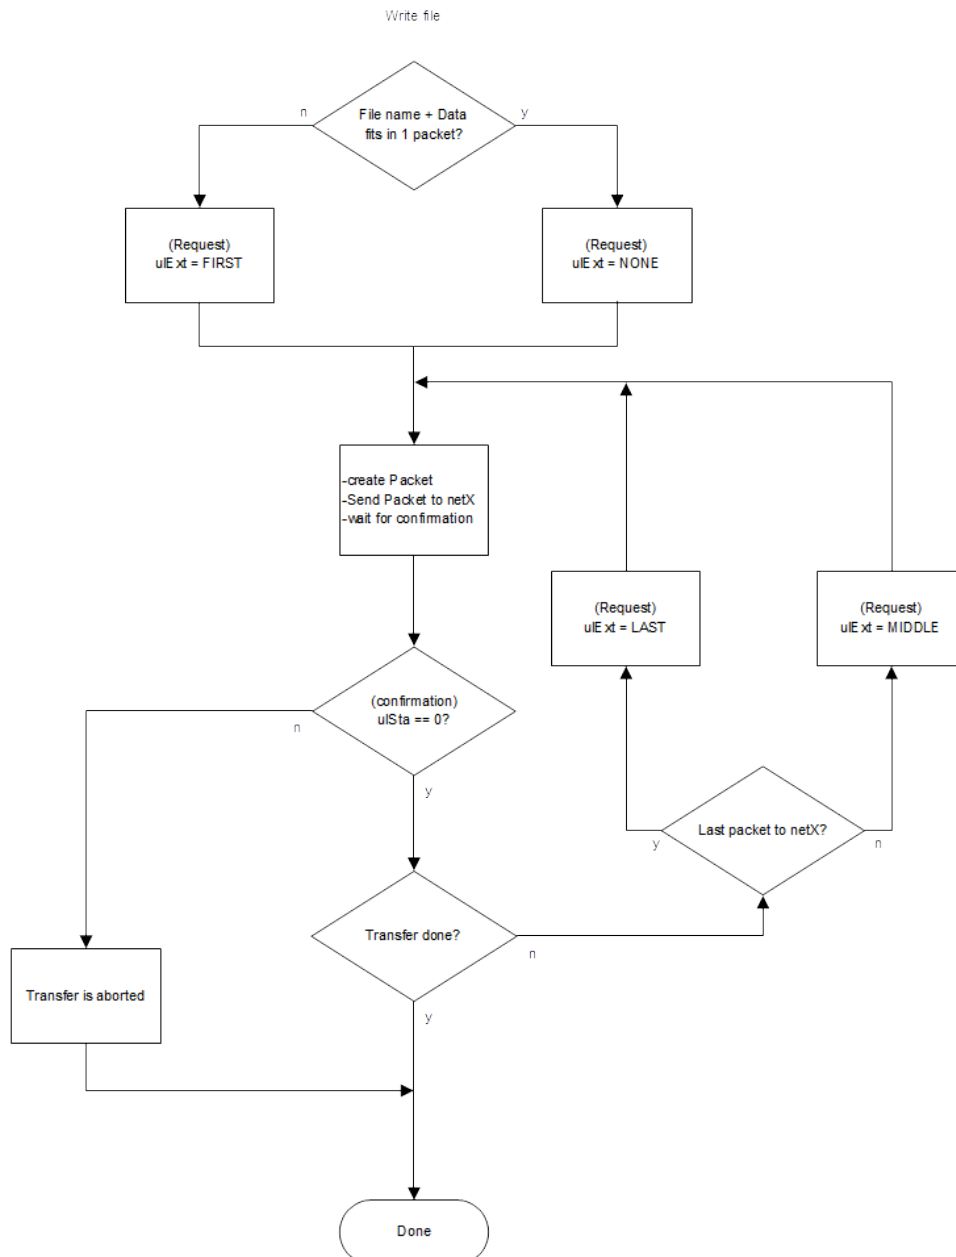 Write file
n
File name + Data
y
fits in 1 packet?
(Request)
ulExt = FIRST
(Request)
ulExt = NONE
-create Packet
-Send Packet to netX
-wait for confirmation
(Request)
ulExt = LAST
(Request)
ulExt = MIDDLE
(confirmation)
ulSta == 0?
n
y
Last packet to netX?
y
n
Transfer done?
n
y
Transfer is aborted
Done